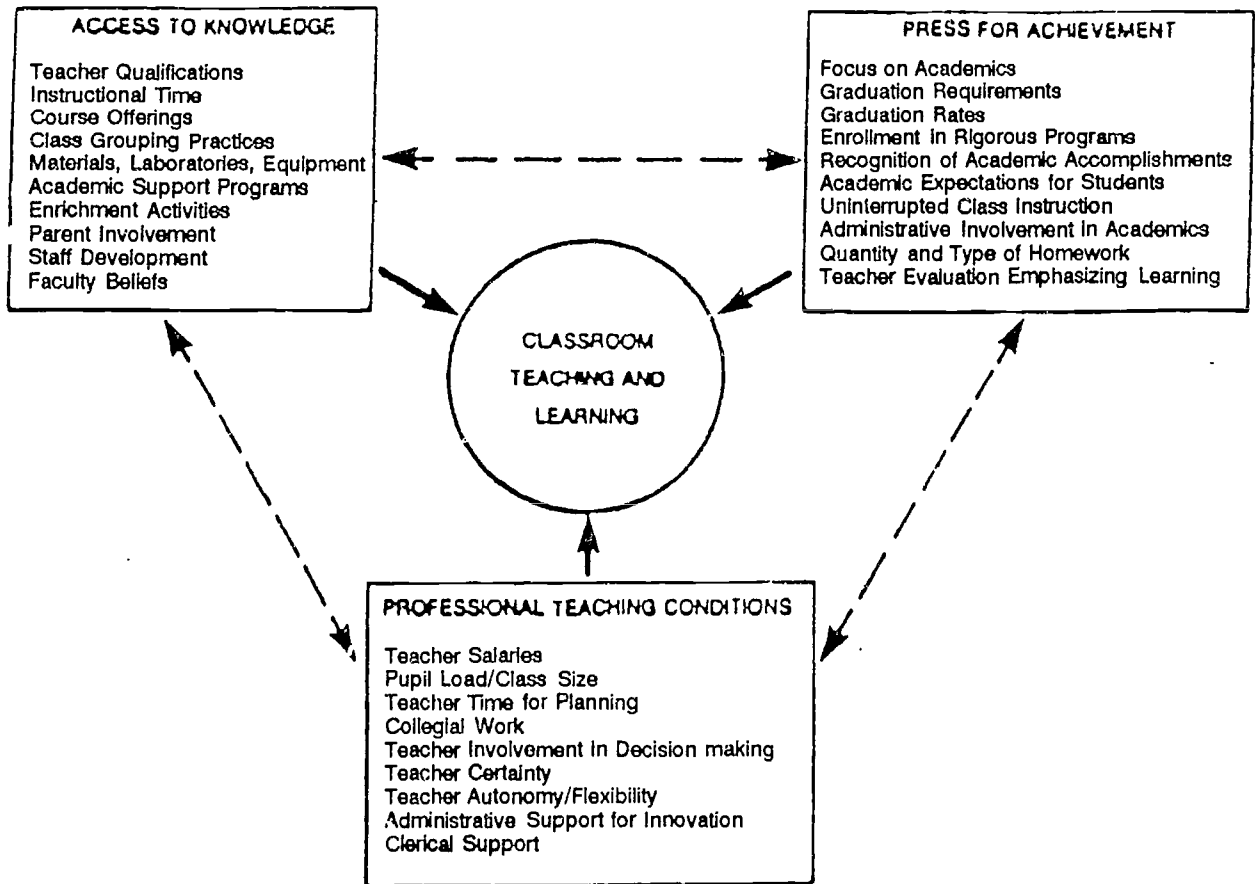 ACCESS TO KNOWLEDGE
Teacher Qualifications
Instructional Time
Course Offerings
Class Grouping Practices
Materials, Laboratories, Equipment
Academic Support Programs
Enrichment Activities
Parent Involvement
Staff Development
Faculty Beliefs
PRESS FOR ACHIEVEMENT
Focus on Academics
Graduation Requirements
Graduation Rates
Enrollment in Rigorous Programs
Recognition of Academic Accomplishments
Academic Expectations for Students
Uninterrupted Class Instruction
Administrative Involvement in Academics
Quantity and Type of Homework
Teacher Evaluation Emphasizing Learning
CLASSROOM
TEACHING AND
LEARNING
PROFESSIONAL TEACHING CONDITIONS
Teacher Salaries
Pupil Load/Class Size
Teacher Time for Planning
Collegial Work
Teacher Involvement in Decision making
Teacher Certainty
Teacher Autonomy/Flexibility
Administrative Support for Innovation
Clerical Support